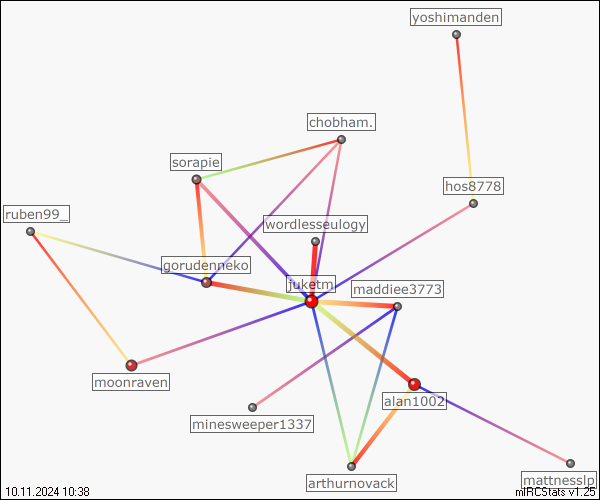 yoshimanden
chobham.
sorapie
hos8778
ruben99_
wordlesseulogy
gorudenneko
juketm
maddiee3773
moonraven
alan1002
minesweeper1337
arthurnovack
mattnesslp
10.11.2024 10:38
mIRCStats v1.25